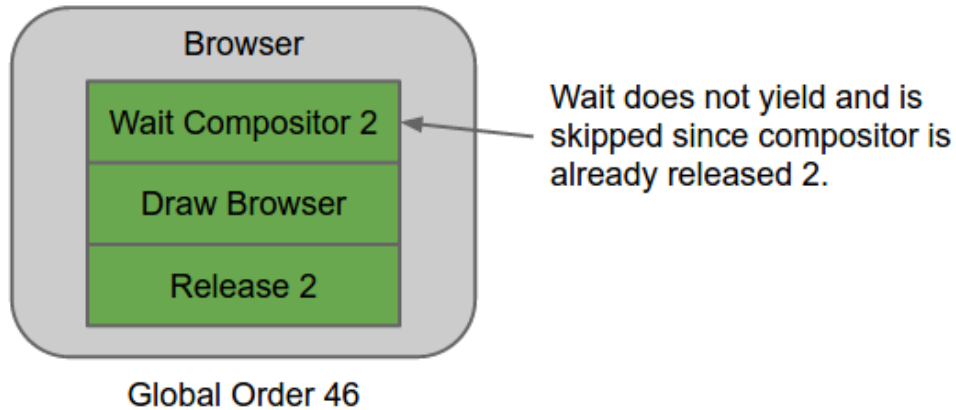 Browser
Wait Compositor 2
Draw Browser
Release 2
Wait does not yield and is
skipped since compositor is
already released 2.
Global Order 46